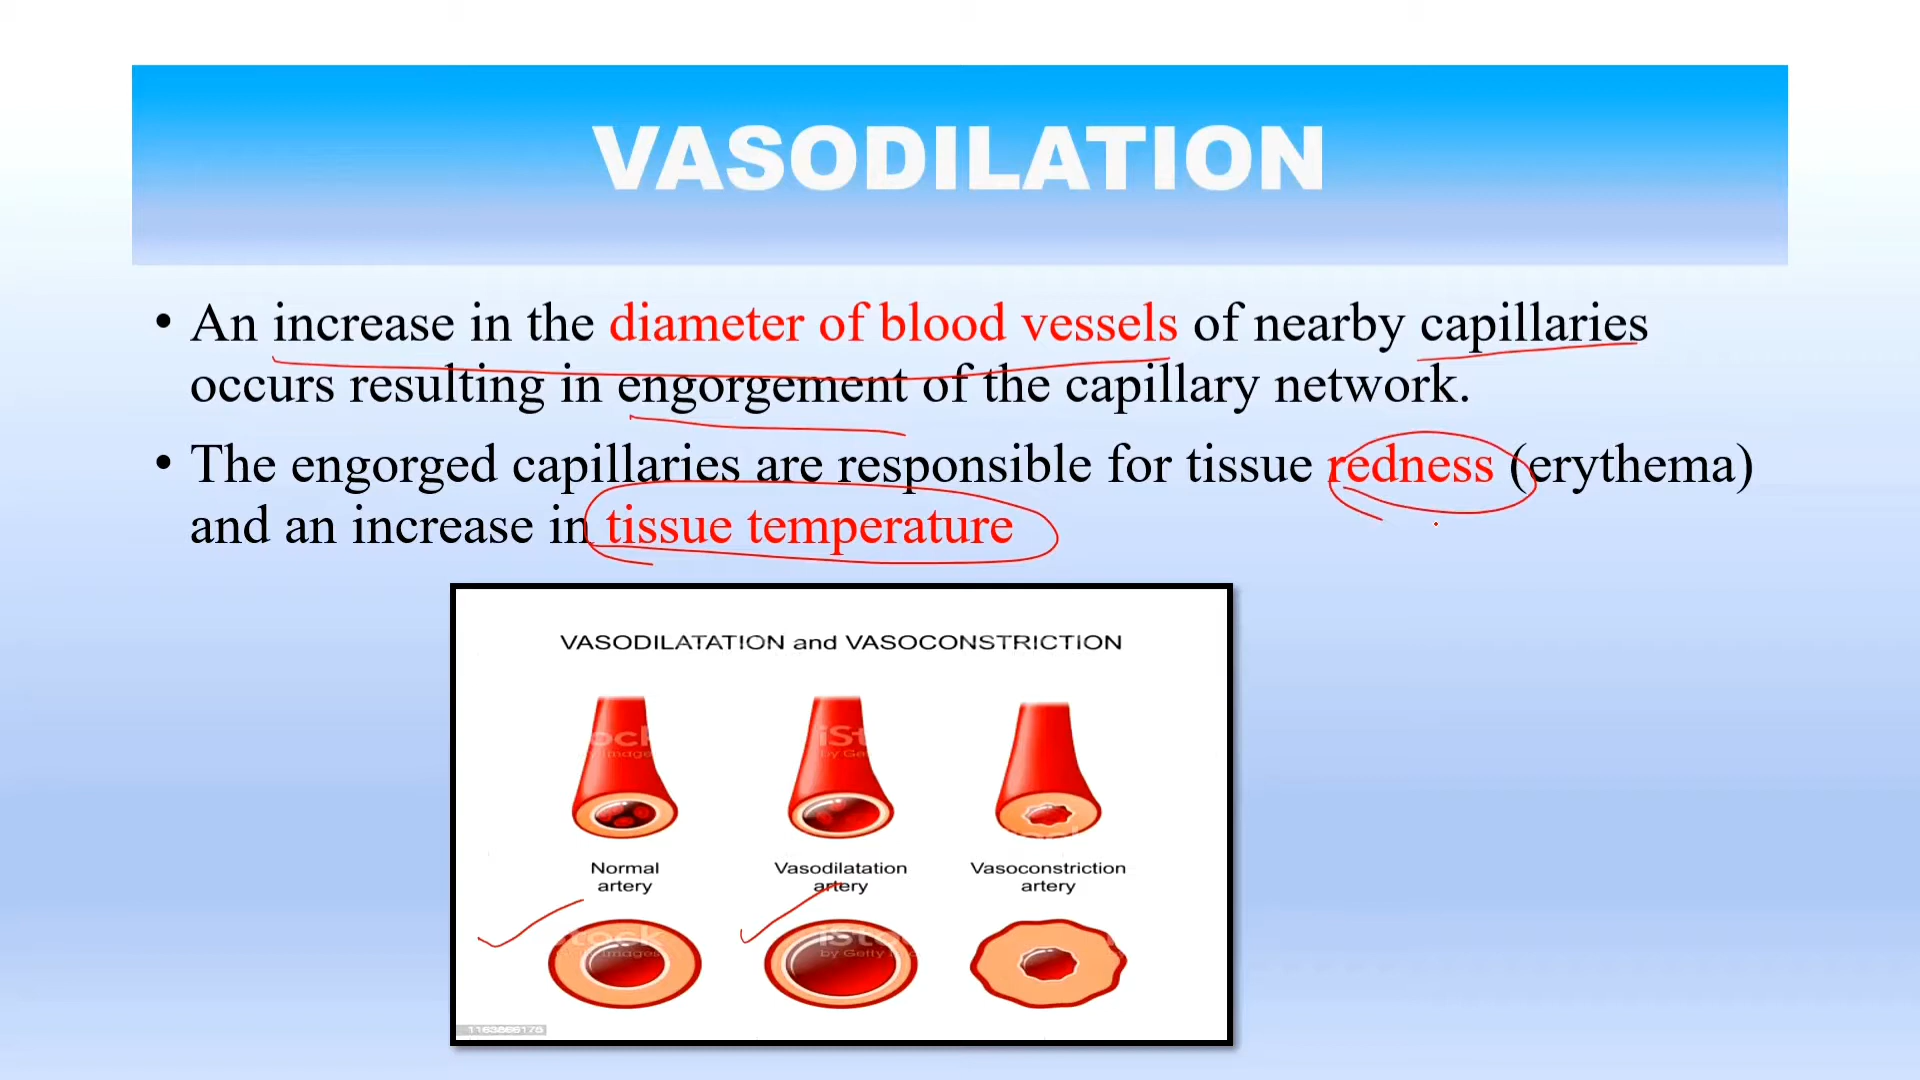 VASODILATION
• An increase in the diameter of blood vessels of nearby capillaries
occurs resulting in engorgement of the capillary network.
• The engorged capillaries are responsible for tissue redness (erythema)
and an increase in tissue temperature
VASODILATATION and VASOCONSTRICTION
Normal
artery
Vasodilatation
artery
Vasoconstriction
artery
1163866175